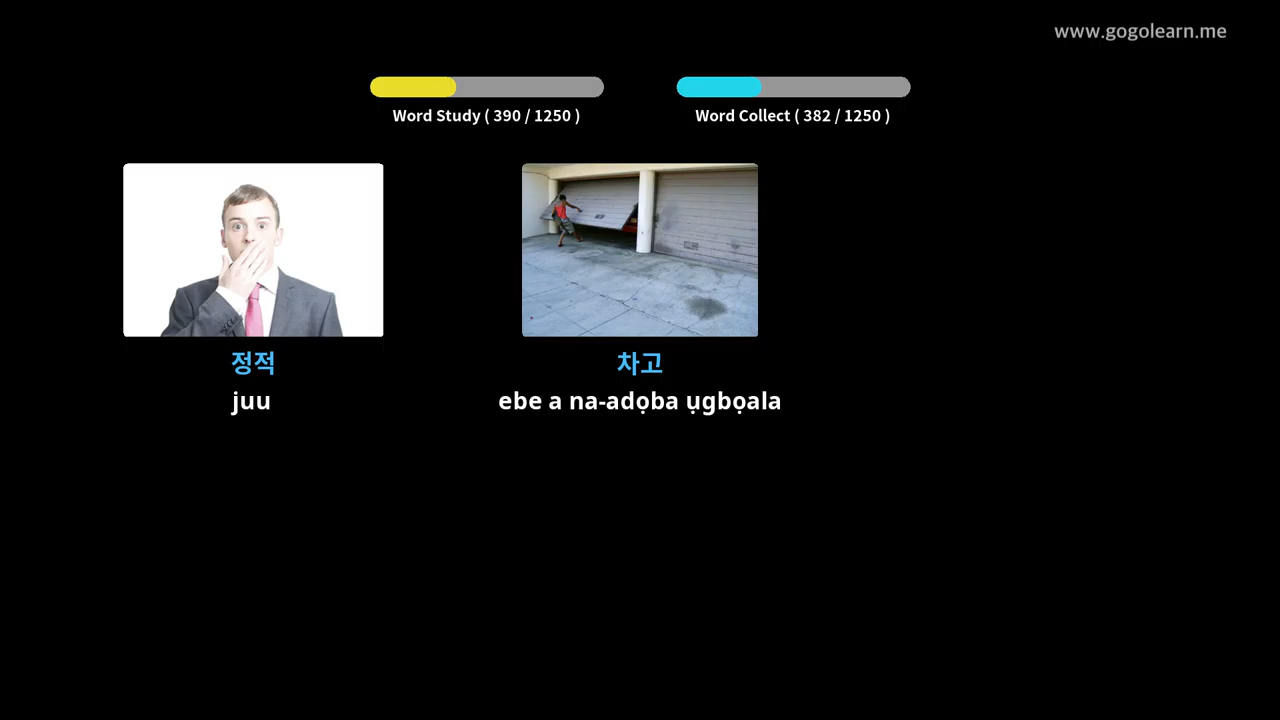 www.gogolearn.me
Word Study ( 390 / 1250 )
Word Collect ( 382 / 1250 )
정적
juu
차고
ebe a na-adọba ụgbọala